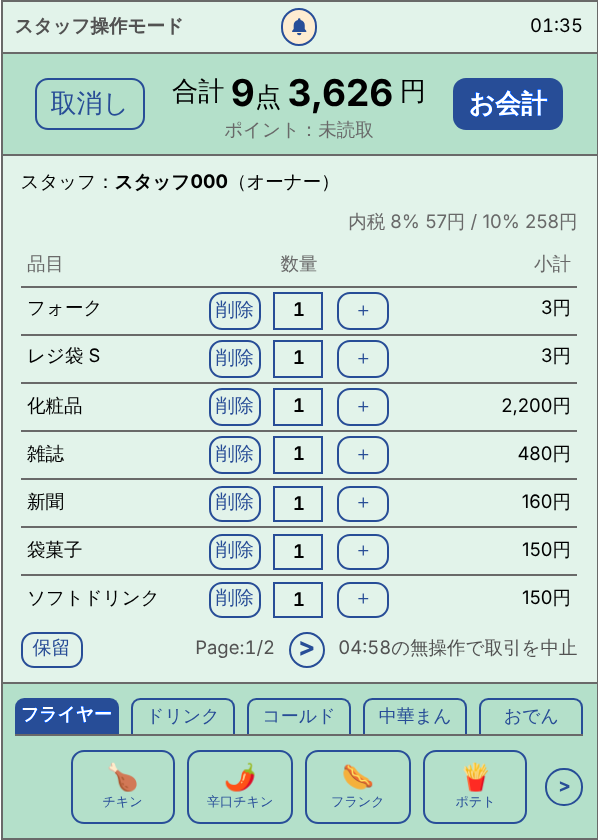 スタッフ操作モード 01:35
取消し 合計 9点 3,626 円 お会計
ポイント：未読取
スタッフ：スタッフ000（オーナー）
内税 8% 57円 / 10% 258円
品目 数量 小計
フォーク 削除 1 + 3円
レジ袋 S 削除 1 + 3円
化粧品 削除 1 + 2,200円
雑誌 削除 1 + 480円
新聞 削除 1 + 160円
袋菓子 削除 1 + 150円
ソフトドリンク 削除 1 + 150円
保留 Page:1/2 > 04:58の無操作で取引を中止
フライヤー ドリンク コールド 中華まん おでん
チキン 辛口チキン フランク ポテト >